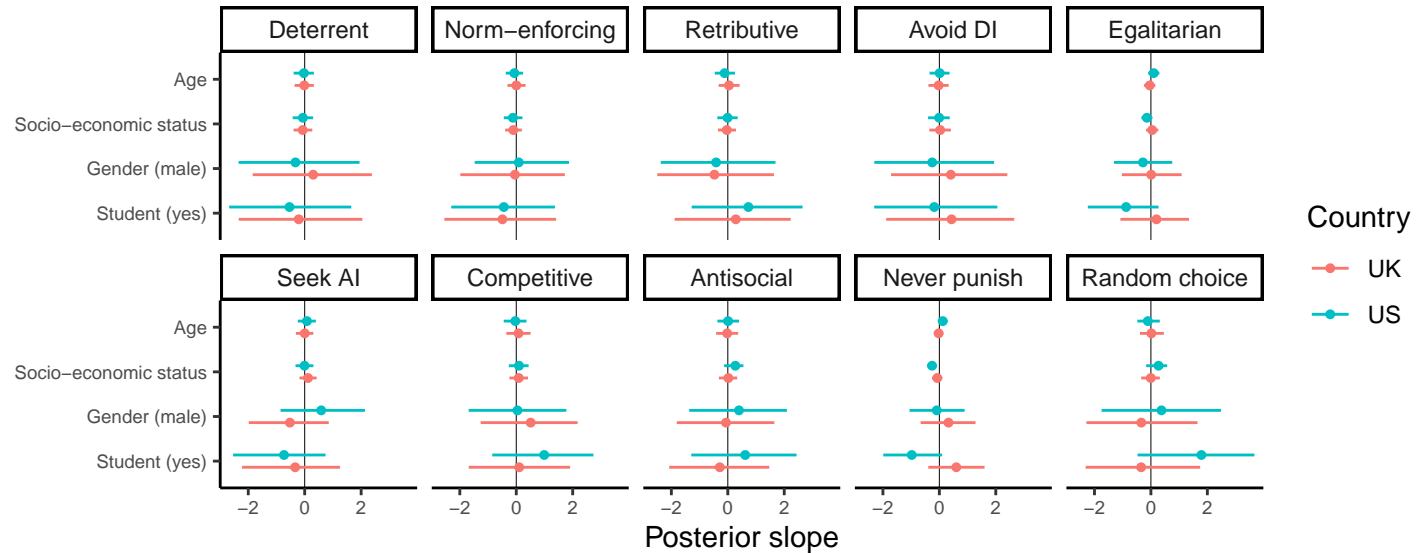 Deterrent Norm−enforcing Retributive Avoid DI Egalitarian
Age
Socio−economic status
Gender (male)
Student (yes)
Seek AI Competitive Antisocial Never punish Random choice
Age
Socio−economic status
Gender (male)
Student (yes)
−2 0 2 −2 0 2 −2 0 2 −2 0 2 −2 0 2
Posterior slope
Country
UK
US